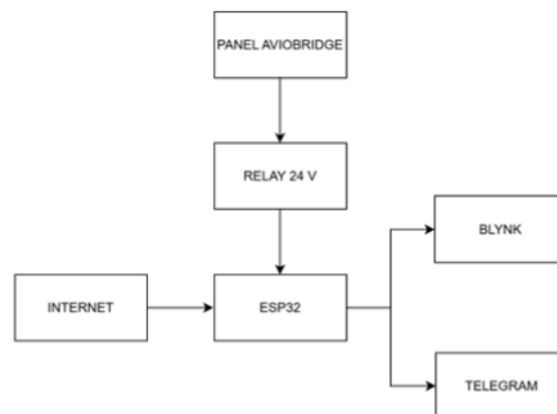 PANEL AVIOBRIDGE
RELAY 24 V
BLYNK
INTERNET
ESP32
TELEGRAM